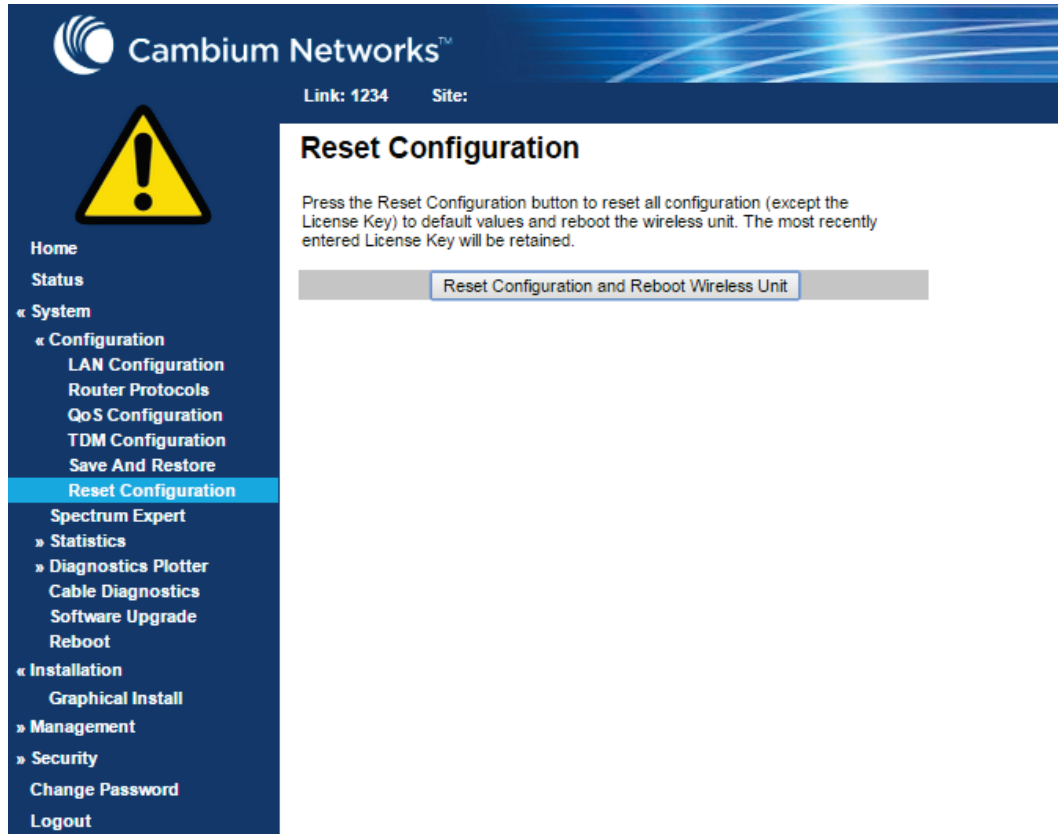 Cambium Networks™
Link: 1234 Site:
Reset Configuration
Press the Reset Configuration button to reset all configuration (except the
License Key) to default values and reboot the wireless unit. The most recently
entered License Key will be retained.
Reset Configuration and Reboot Wireless Unit
Home
Status
« System
« Configuration
LAN Configuration
Router Protocols
QoS Configuration
TDM Configuration
Save And Restore
Reset Configuration
Spectrum Expert
» Statistics
» Diagnostics Plotter
Cable Diagnostics
Software Upgrade
Reboot
« Installation
Graphical Install
» Management
» Security
Change Password
Logout